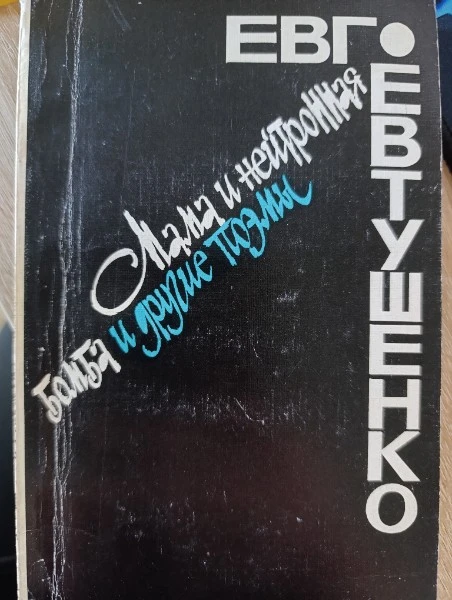 ЕВГ•
ЕВТУШЕНКО
Мама и нейтронная
бомба и другие поэмы